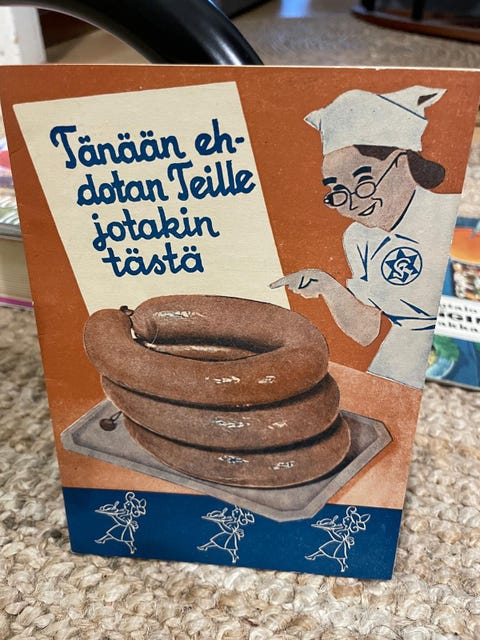 Tänään eh-
dotan Teille
jotakin
tästä